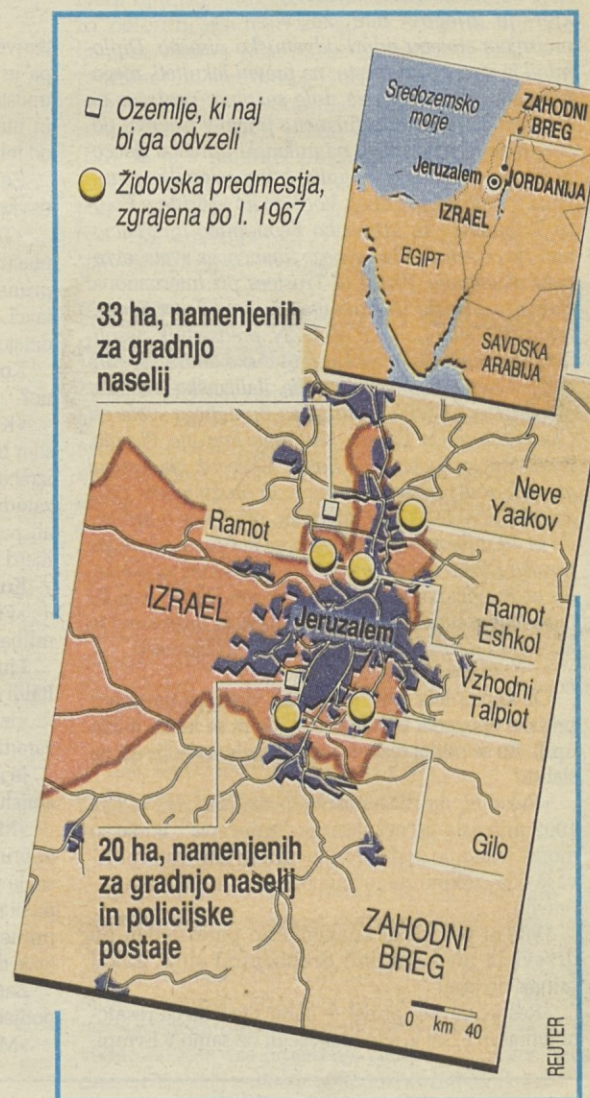 Ozemlje, ki naj
bi ga odvzeli
Židovska predmestja,
zgrajena po l. 1967
Sredozemsko
morje
ZAHODNI
BREG
Jeruzalem
JORDANIJA
IZRAEL
EGIPT
SAVDSKA
ARABIJA
33 ha, namenjenih
za gradnjo
naselij
Neve
Yaakov
Ramot
IZRAEL
Jeruzalem
Ramot
Eshkol
Vzhodni
Talpiot
Gilo
20 ha, namenjenih
za gradnjo naselij
in policijske
postaje
ZAHODNI
BREG
0 km 40
REUTER